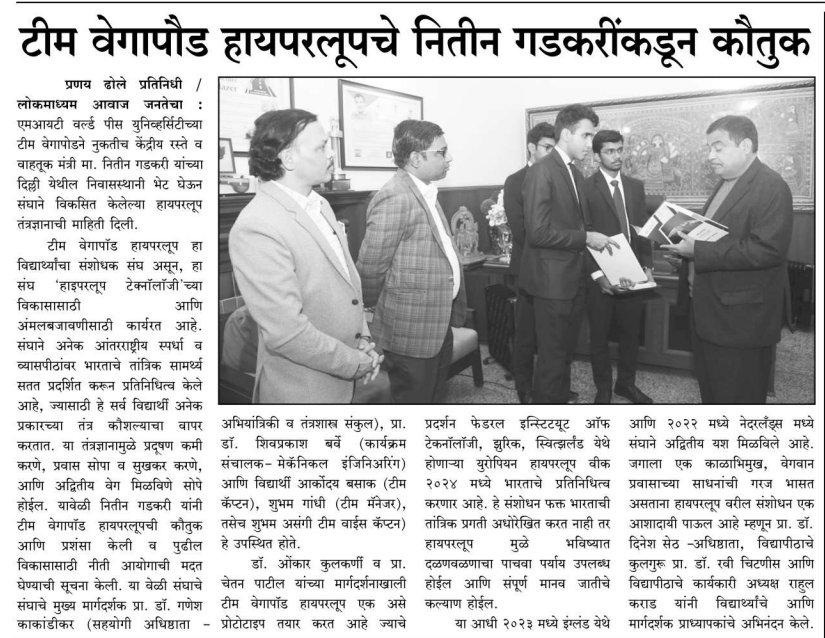 टीम वेगापौड हायपरलूपचे नितीन गडकरींकडून कौतुक
प्रणय ढोले प्रतिनिधी /
लोकमाध्यम आवाज जनतेचा :
एमआयटी वर्ल्ड पीस युनिव्हर्सिटीच्या
टीम वेगापोडने नुकतीच केंद्रीय रस्ते व
वाहतूक मंत्री मा. नितीन गडकरी यांच्या
दिल्ली येथील निवासस्थानी भेट घेऊन
संघाने विकसित केलेल्या हायपरलूप
तंत्रज्ञानाची माहिती दिली.
टीम वेगापॉड हायपरलूप हा
विद्यार्थ्यांचा संशोधक संघ असून, हा
संघ 'हाइपरलूप टेक्नॉलॉजी'च्या
विकासासाठी आणि
अंमलबजावणीसाठी कार्यरत आहे.
संघाने अनेक आंतरराष्ट्रीय स्पर्धा व
व्यासपीठांवर भारताचे तांत्रिक सामर्थ्य
सतत प्रदर्शित करून प्रतिनिधित्व केले
आहे, ज्यासाठी हे सर्व विद्यार्थी अनेक
प्रकारच्या तंत्र कौशल्याचा वापर
करतात. या तंत्रज्ञानामुळे प्रदूषण कमी
करणे, प्रवास सोपा व सुखकर करणे,
आणि अद्वितीय वेग मिळविणे सोपे
होईल. यावेळी नितीन गडकरी यांनी
टीम वेगापॉड हायपरलूपची कौतुक
आणि प्रशंसा केली व पुढील
विकासासाठी नीती आयोगाची मदत
घेण्याची सूचना केली. या वेळी संघाचे
संघाचे मुख्य मार्गदर्शक प्रा. डॉ. गणेश
काकांडीकर (सहयोगी अधिष्ठाता -
अभियांत्रिकी व तंत्रशास्त्र संकुल), प्रा.
डॉ. शिवप्रकाश बर्वे (कार्यक्रम
संचालक- मेकॅनिकल इंजिनिअरिंग)
आणि विद्यार्थी आर्कोदय बसाक (टीम
कॅप्टन), शुभम गांधी (टीम मॅनेजर),
तसेच शुभम असंगी टीम वाईस कॅप्टन)
हे उपस्थित होते.
डॉ. ओंकार कुलकर्णी व प्रा.
चेतन पाटील यांच्या मार्गदर्शनाखाली
टीम वेगापॉड हायपरलूप एक असे
प्रोटोटाइप तयार करत आहे ज्याचे
प्रदर्शन फेडरल इन्स्टिटयूट ऑफ
टेक्नॉलॉजी, झुरिक, स्वित्झर्लंड येथे
होणाऱ्या युरोपियन हायपरलूप वीक
२०२४ मध्ये भारताचे प्रतिनिधित्व
करणार आहे. हे संशोधन फक्त भारताची
तांत्रिक प्रगती अधोरेखित करत नाही तर
हायपरलूप मुळे भविष्यात
दळणवळणाचा पाचवा पर्याय उपलब्ध
होईल आणि संपूर्ण मानव जातीचे
कल्याण होईल.
या आधी २०२३ मध्ये इंग्लंड येथे
आणि २०२२ मध्ये नेदरलँड्स मध्ये
संघाने अद्वितीय यश मिळविले आहे.
जगाला एक काळाभिमुख, वेगवान
प्रवासाच्या साधनांची गरज भासत
असताना हायपरलूप वरील संशोधन एक
आशादायी पाऊल आहे म्हणून प्रा. डॉ.
दिनेश सेठ -अधिष्ठाता, विद्यापीठाचे
कुलगुरू प्रा. डॉ. रवी चिटणीस आणि
विद्यापीठाचे कार्यकारी अध्यक्ष राहुल
कराड यांनी विद्यार्थ्यांचे आणि
मार्गदर्शक प्राध्यापकांचे अभिनंदन केले.